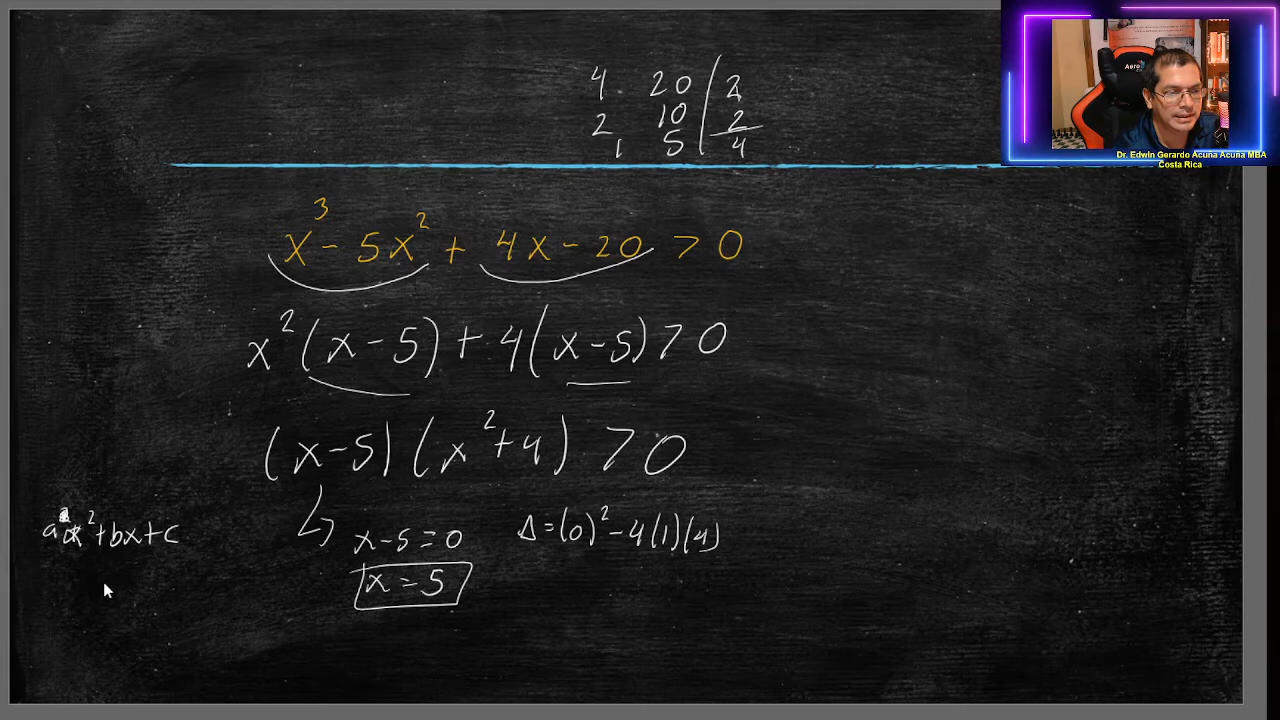 4 20 | 2
2 10 | 2
1 5 | 4
Dr. Edwin Gerardo Acuna Acuna MBA
Costa Rica
x³ - 5x² + 4x - 20 > 0
x²(x-5) + 4(x-5) > 0
(x-5)(x²+4) > 0
x-5=0
x=5
Δ=(0)²-4(1)(4)
ax²+bx+c